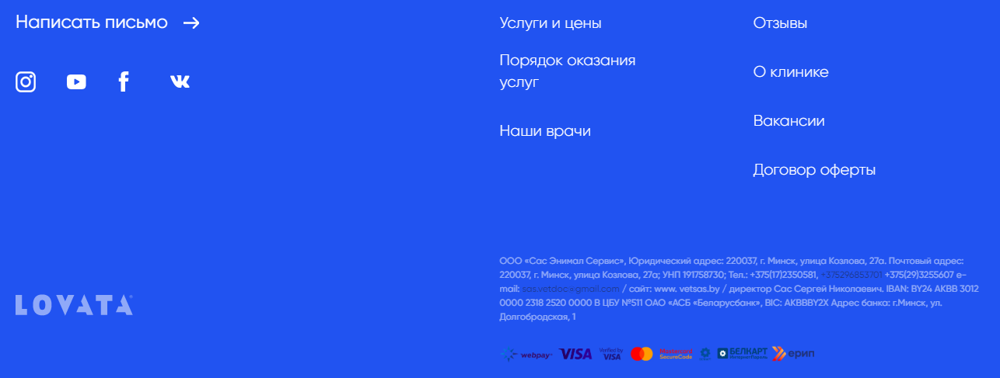 Написать письмо
Услуги и цены
Порядок оказания
услуг
Наши врачи
Отзывы
О клинике
Вакансии
Договор оферты
LOVATA
ООО «Сас Энимал Сервис», Юридический адрес: 220037, г. Минск, улица Козлова, 27а. Почтовый адрес:
220037, г. Минск, улица Козлова, 27а; УНП 191758730; Тел.: +375(17)2350581, +375296853701 +375(29)3255607 e-
mail: sas.vetdoc@gmail.com / сайт: www. vetsas.by / директор Сас Сергей Николаевич. IBAN: BY24 AKBB 3012
0000 2318 2520 0000 В ЦБУ №511 ОАО «АСБ «Беларусбанк», BIC: AKBBBY2X Адрес банка: г.Минск, ул.
Долгобродская, 1
webpay
VISA
Verified by
VISA
Mastercard
SecureCode
БЕЛКАРТ
ИнтернетПароль
ерип